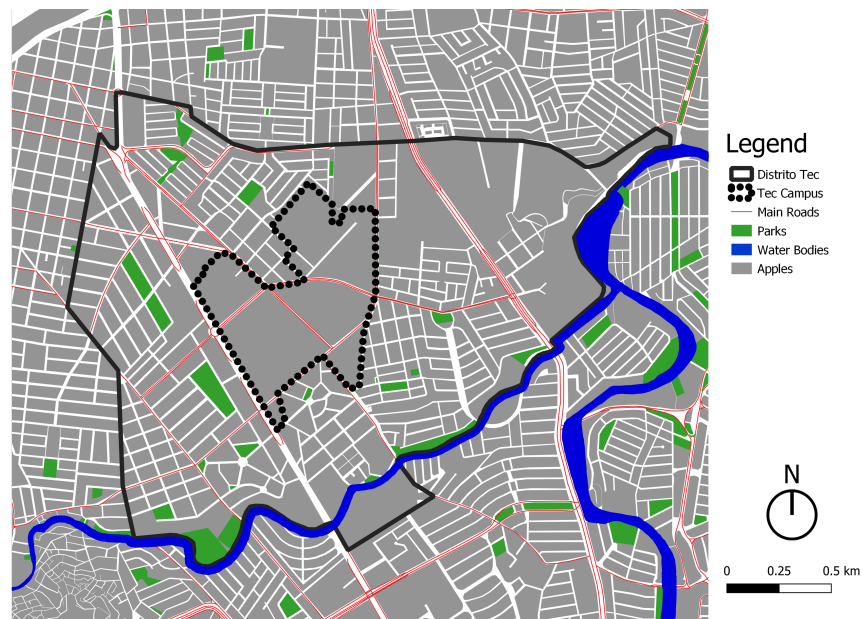 Legend
Distrito Tec
Tec Campus
Main Roads
Parks
Water Bodies
Apples
N
0 0.25 0.5 km